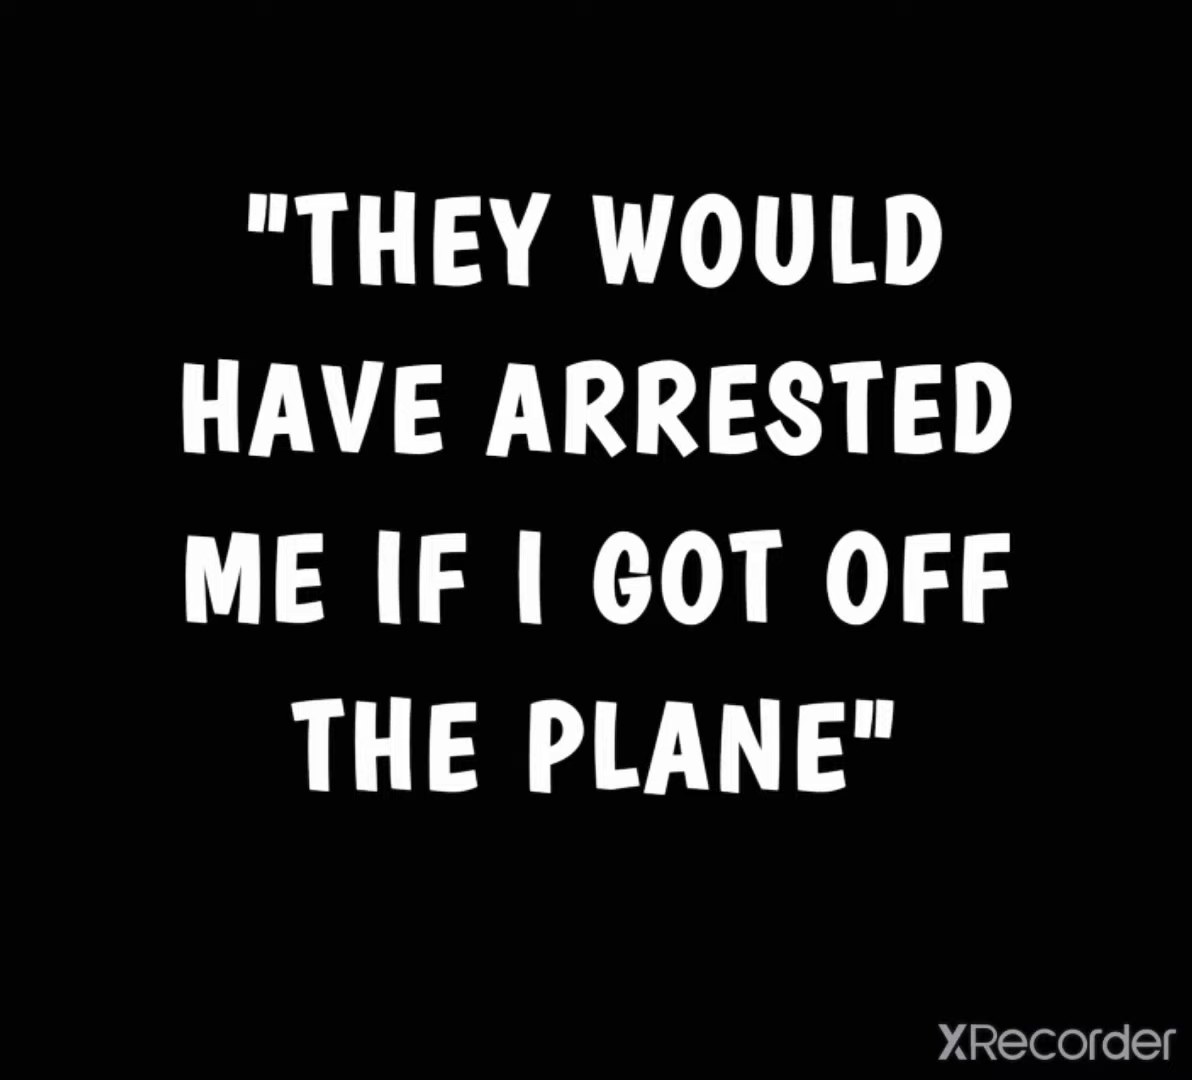 "THEY WOULD
HAVE ARRESTED
ME IF I GOT OFF
THE PLANE"
XRecorder